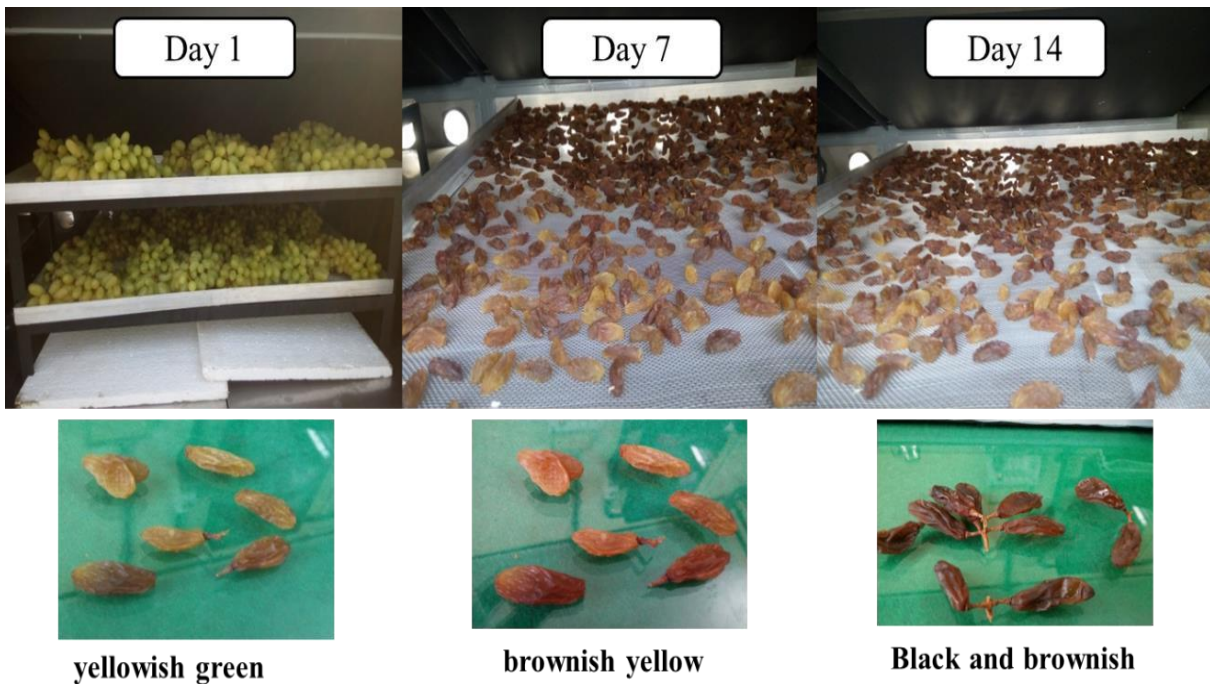 Day 1
Day 7
Day 14
yellowish green
brownish yellow
Black and brownish